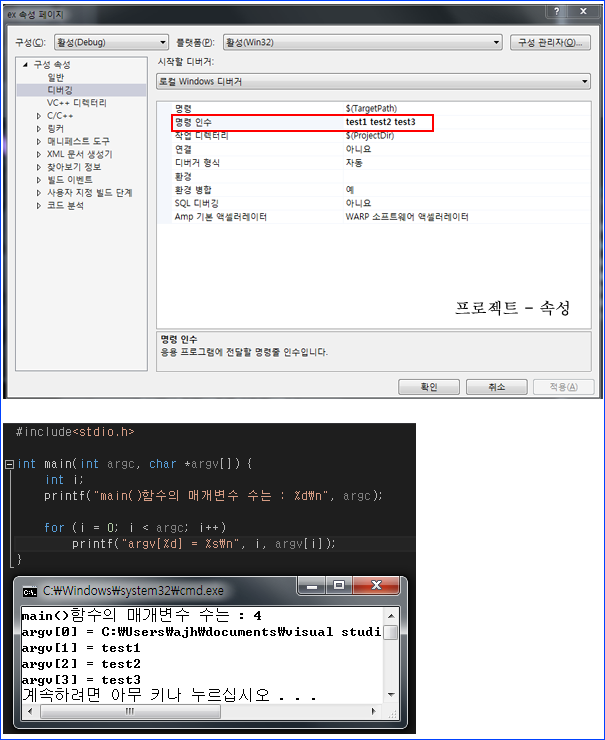 ex 속성 페이지
구성(C): 활성(Debug) 플랫폼(P): 활성(Win32) 구성 관리자(O)...
구성 속성
일반
디버깅
VC++ 디렉터리
C/C++
링커
매니페스트 도구
XML 문서 생성기
찾아보기 정보
빌드 이벤트
사용자 지정 빌드 단계
코드 분석
시작할 디버거:
로컬 Windows 디버거
명령 $(TargetPath)
명령 인수 test1 test2 test3
작업 디렉터리 $(ProjectDir)
연결 아니요
디버거 형식 자동
환경
환경 병합 예
SQL 디버깅 아니요
Amp 기본 액셀러레이터 WARP 소프트웨어 액셀러레이터
프로젝트 - 속성
명령 인수
응용 프로그램에 전달할 명령줄 인수입니다.
확인 취소 적용(A)
#include<stdio.h>
int main(int argc, char *argv[]) {
int i;
printf("main()함수의 매개변수 수는 : %d₩n", argc);
for (i = 0; i < argc; i++)
printf("argv[%d] = %s₩n", i, argv[i]);
}
C:₩Windows₩system32₩cmd.exe
main()함수의 매개변수 수는 : 4
argv[0] = C:₩Users₩ajh₩documents₩visual studi
argv[1] = test1
argv[2] = test2
argv[3] = test3
계속하려면 아무 키나 누르십시오 . . .